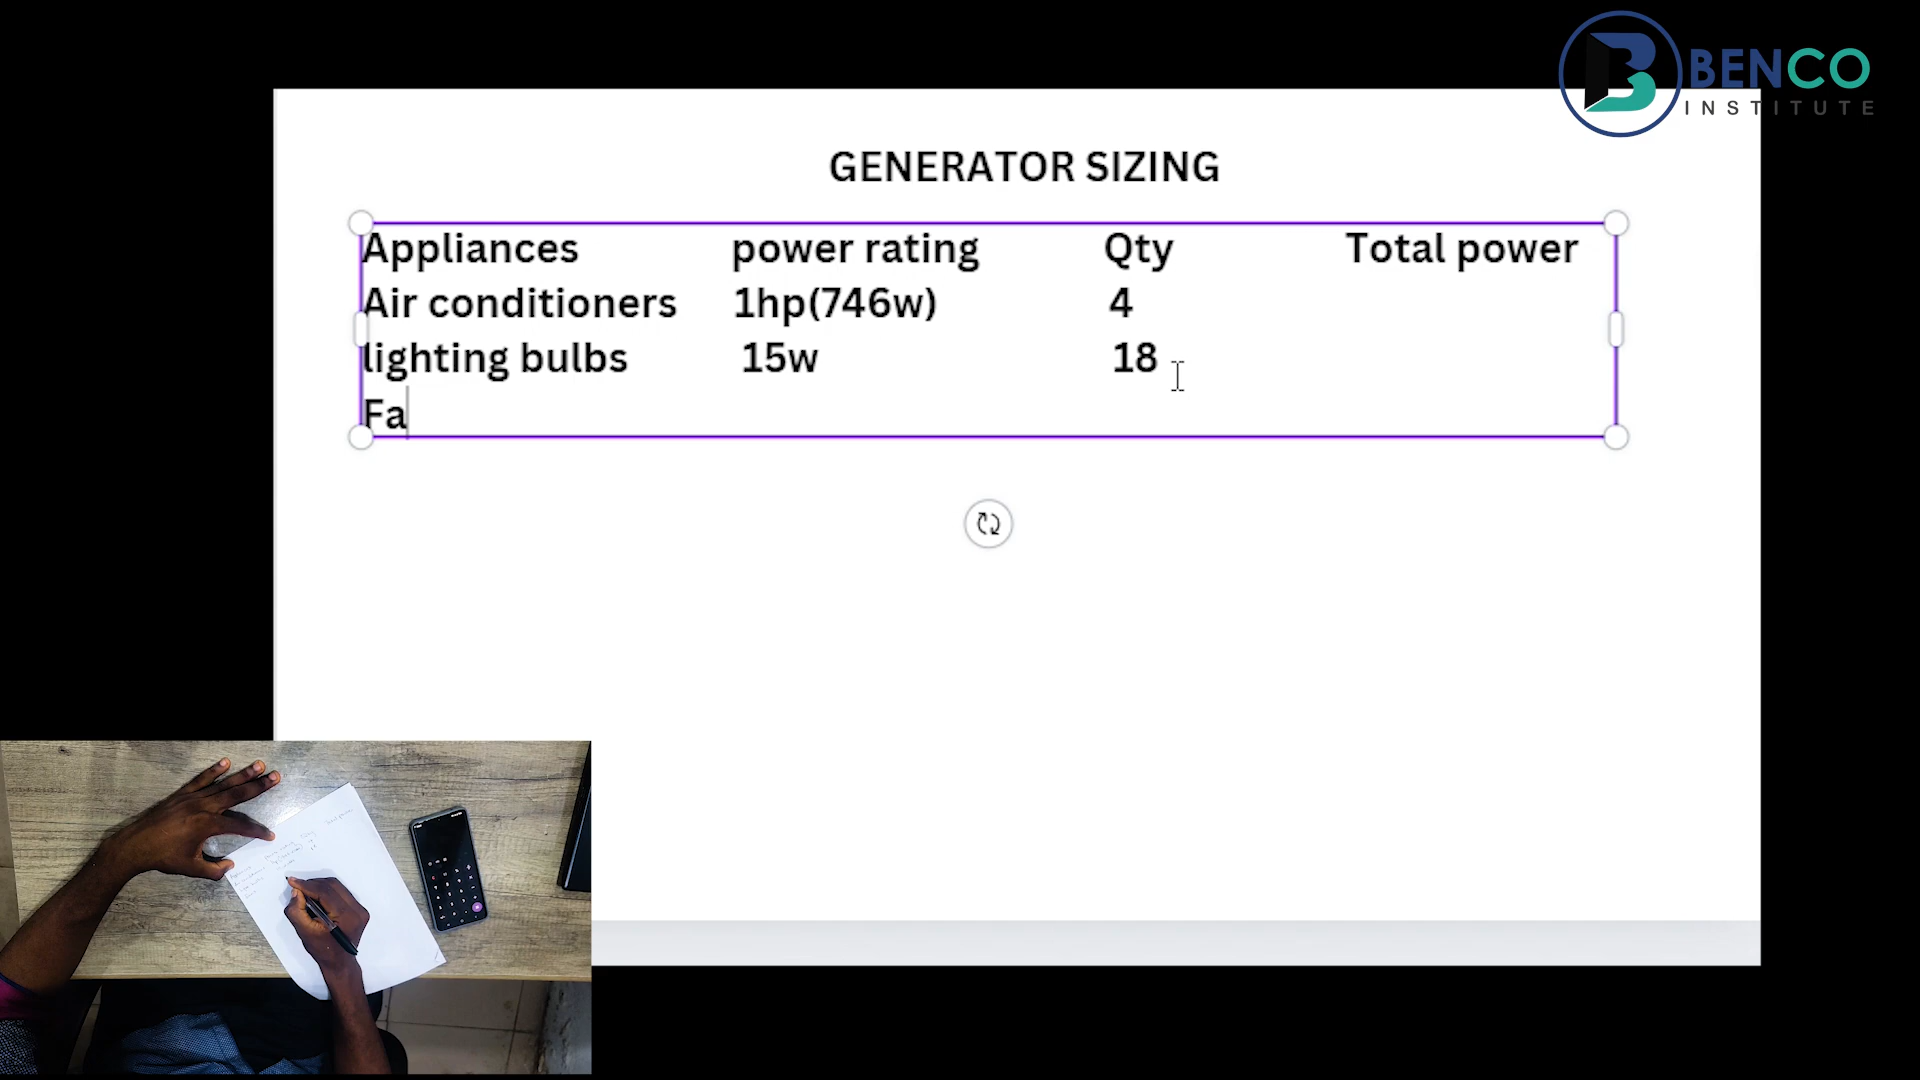 BENCO
INSTITUTE
GENERATOR SIZING
Appliances power rating Qty Total power
Air conditioners 1hp(746w) 4
lighting bulbs 15w 18
Fa